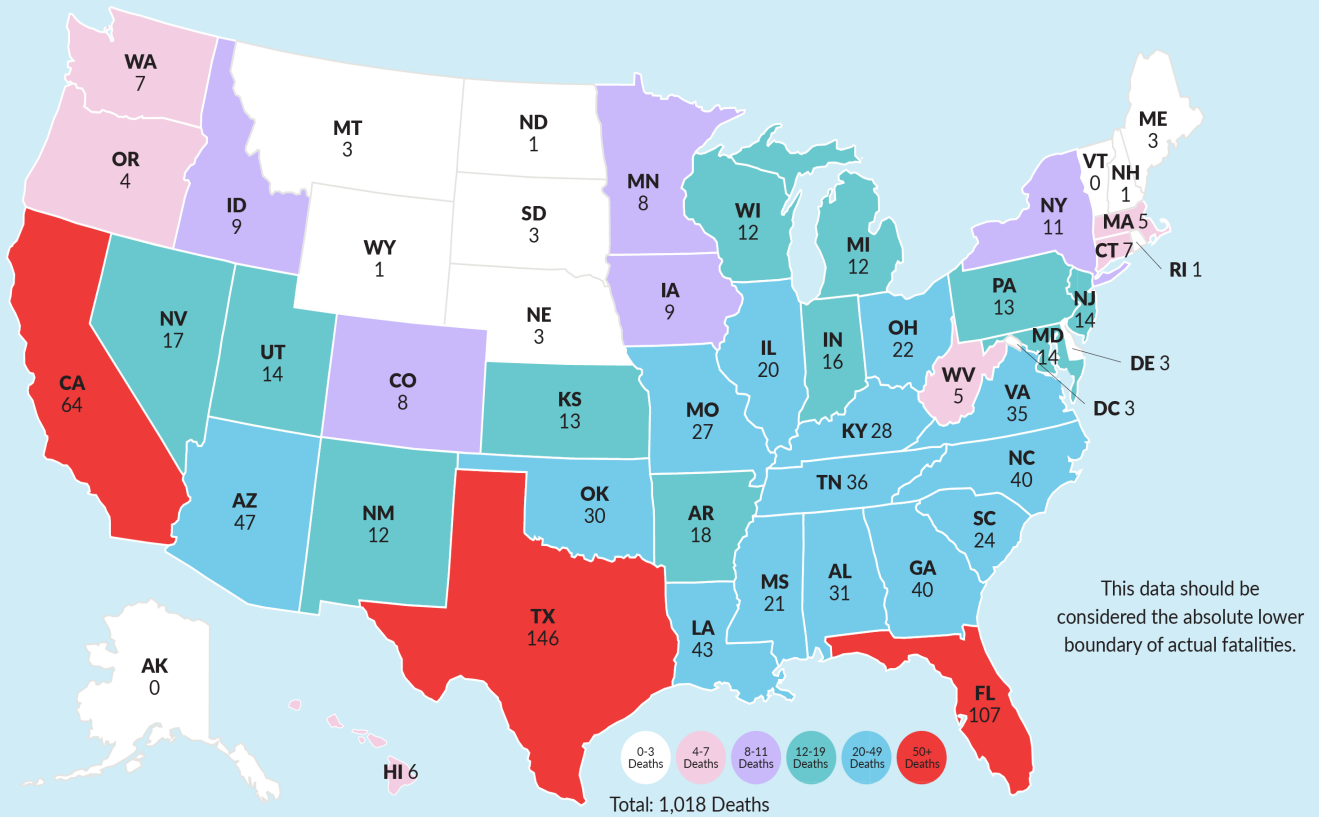 WA
7
OR
4
ID
9
MT
3
ND
1
MN
8
WI
12
MI
12
ME
3
VT
0
NH
1
NY
11
MA 5
CT 7
RI 1
WY
1
SD
3
NE
3
IA
9
CA
64
NV
17
UT
14
CO
8
KS
13
MO
27
IL
20
IN
16
OH
22
PA
13
NJ
14
MD
14
DE 3
DC 3
WV
5
VA
35
KY 28
TN 36
NC
40
SC
24
AZ
47
NM
12
OK
30
AR
18
TX
146
LA
43
MS
21
AL
31
GA
40
FL
107
AK
0
HI 6
This data should be
considered the absolute lower
boundary of actual fatalities.
0-3
Deaths
4-7
Deaths
8-11
Deaths
12-19
Deaths
20-49
Deaths
50+
Deaths
Total: 1,018 Deaths